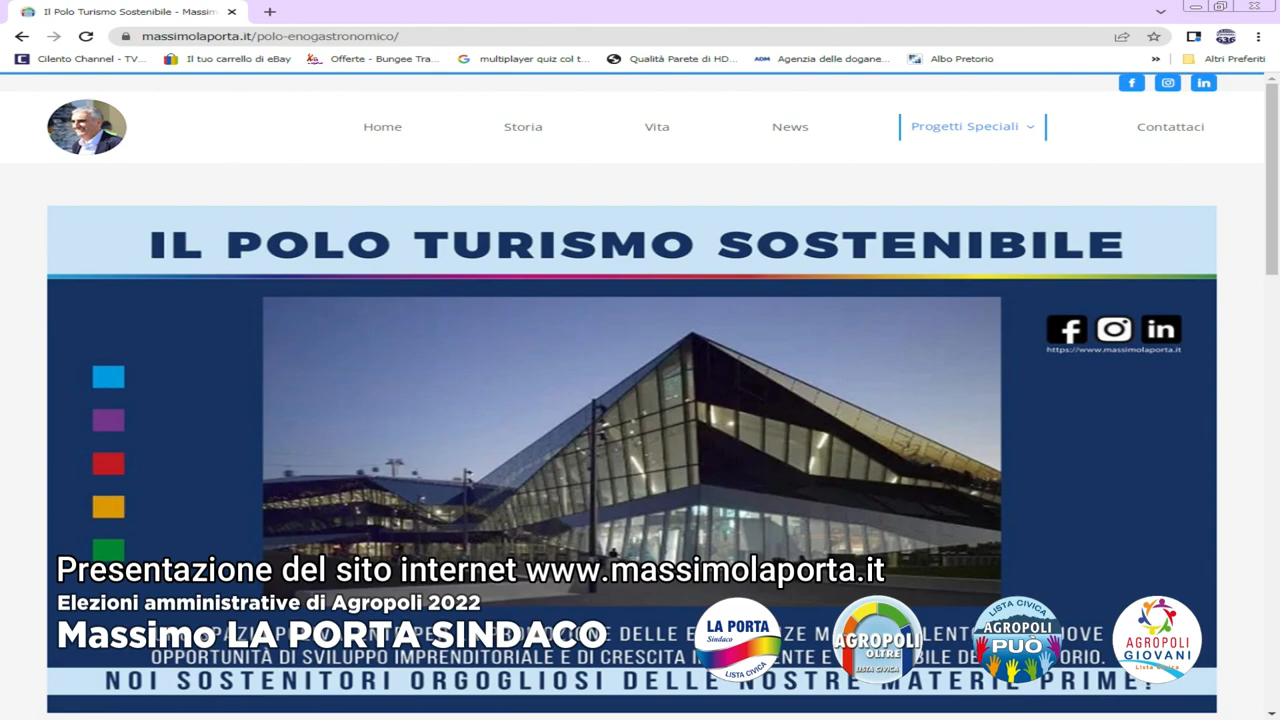 Il Polo Turismo Sostenibile - Massim
massimolaporta.it/polo-enogastronomico/
636
Cilento Channel - TV... Il tuo carrello di eBay Offerte - Bungee Tra... multiplayer quiz col t... Qualità Parete di HD... ADM Agenzia delle dogane... Albo Pretorio » Altri Preferiti
Home Storia Vita News Progetti Speciali Contattaci
IL POLO TURISMO SOSTENIBILE
https://www.massimolaporta.it
Presentazione del sito internet www.massimolaporta.it
Elezioni amministrative di Agropoli 2022
Massimo LA PORTA SINDACO
OPPORTUNITÀ DI SVILUPPO IMPRENDITORIALE E DI CRESCITA
NOI SOSTENITORI ORGOGLIOSI DELLE NOSTRE MATERIE PRIME!
LA PORTA
Sindaco
LISTA CIVICA
AGROPOLI
OLTRE
LISTA CIVICA
LISTA CIVICA
AGROPOLI
PUÒ
AGROPOLI
GIOVANI
Lista Civica